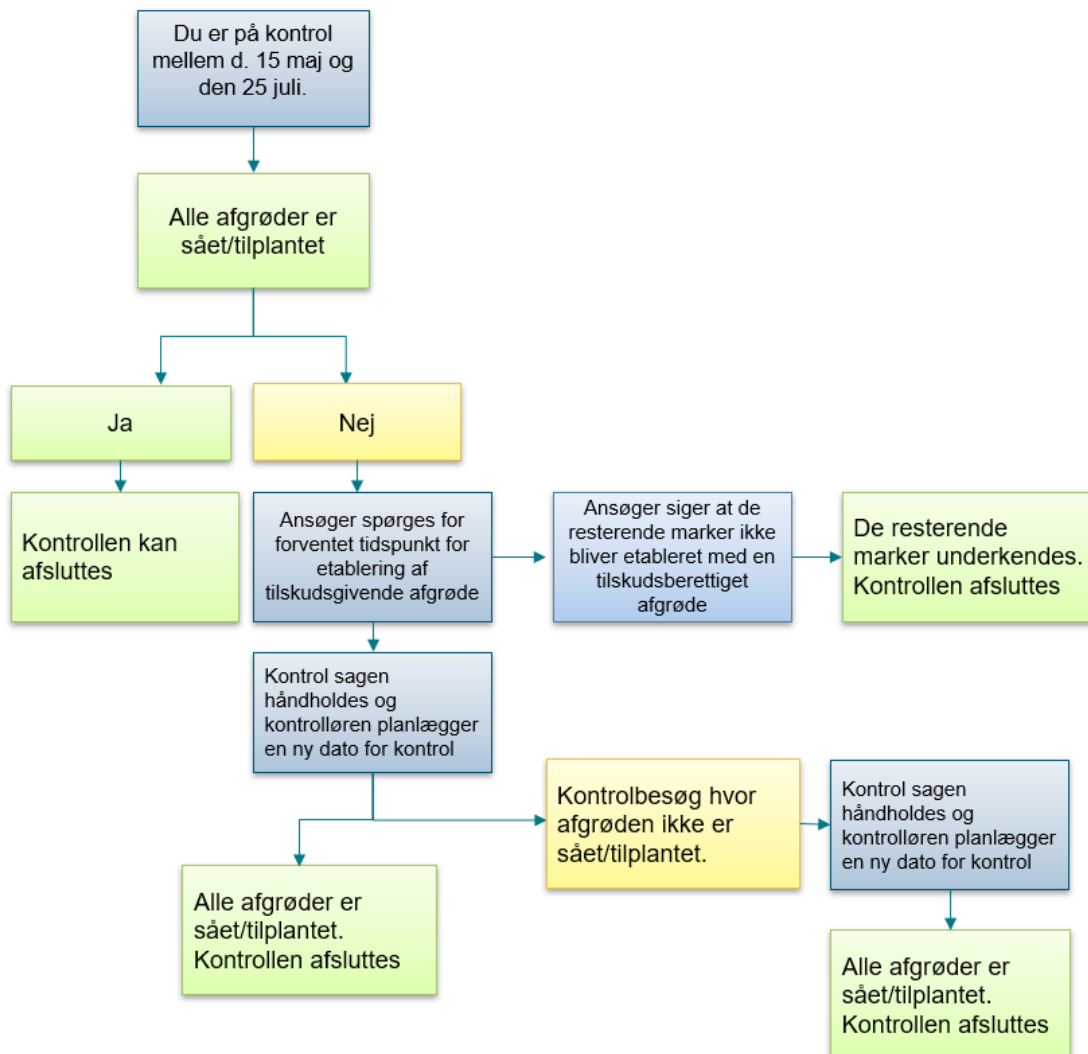 Du er på kontrol
mellem d. 15 maj og
den 25 juli.
Alle afgrøder er
sået/tilplantet
Ja
Nej
Kontrollen kan
afsluttes
Ansøger spørges for
forventet tidspunkt for
etablering af
tilskudsgivende afgrøde
Ansøger siger at de
resterende marker ikke
bliver etableret med en
tilskudsberettiget
afgrøde
De resterende
marker underkendes.
Kontrollen afsluttes
Kontrol sagen
håndholdes og
kontrolløren planlægger
en ny dato for kontrol
Kontrolbesøg hvor
afgrøden ikke er
sået/tilplantet.
Kontrol sagen
håndholdes og
kontrolløren planlægger
en ny dato for kontrol
Alle afgrøder er
sået/tilplantet.
Kontrollen afsluttes
Alle afgrøder er
sået/tilplantet.
Kontrollen afsluttes